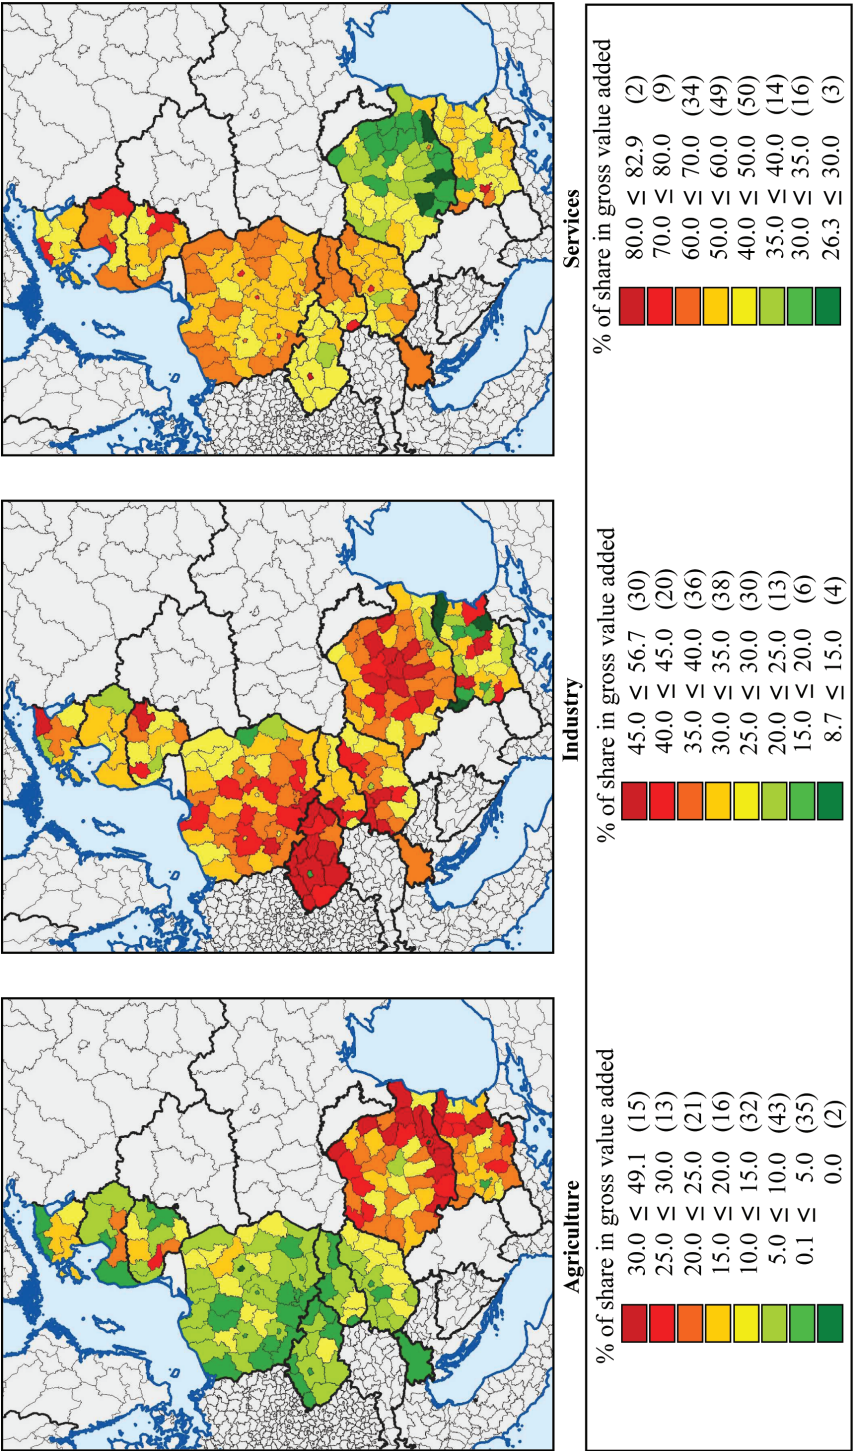 Agriculture
% of share in gross value added
30.0 ≤ 49.1 (15)
25.0 ≤ 30.0 (13)
20.0 ≤ 25.0 (21)
15.0 ≤ 20.0 (16)
10.0 ≤ 15.0 (32)
5.0 ≤ 10.0 (43)
0.1 ≤ 5.0 (35)
0.0 (2)
Industry
% of share in gross value added
45.0 ≤ 56.7 (30)
40.0 ≤ 45.0 (20)
35.0 ≤ 40.0 (36)
30.0 ≤ 35.0 (38)
25.0 ≤ 30.0 (30)
20.0 ≤ 25.0 (13)
15.0 ≤ 20.0 (6)
8.7 ≤ 15.0 (4)
Services
% of share in gross value added
80.0 ≤ 82.9 (2)
70.0 ≤ 80.0 (9)
60.0 ≤ 70.0 (34)
50.0 ≤ 60.0 (49)
40.0 ≤ 50.0 (50)
35.0 ≤ 40.0 (14)
30.0 ≤ 35.0 (16)
26.3 ≤ 30.0 (3)